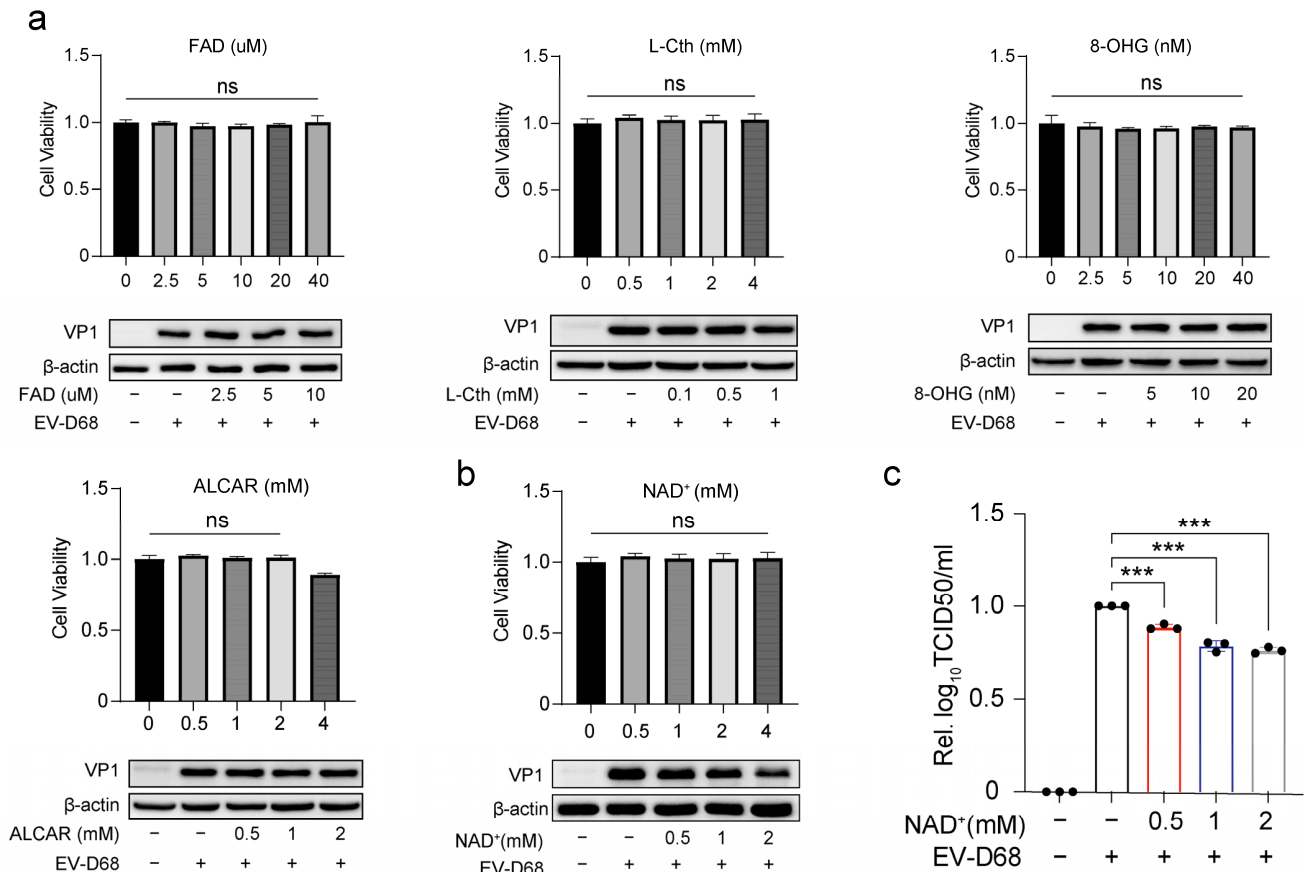 a
FAD (uM)
Cell Viability
1.5
1.0
0.5
0
ns
0 2.5 5 10 20 40
VP1
β-actin
FAD (uM) – – 2.5 5 10
EV-D68 – + + + +
L-Cth (mM)
Cell Viability
1.5
1.0
0.5
0
ns
0 0.5 1 2 4
VP1
β-actin
L-Cth (mM) – – 0.1 0.5 1
EV-D68 – + + + +
8-OHG (nM)
Cell Viability
1.5
1.0
0.5
0
ns
0 2.5 5 10 20 40
VP1
β-actin
8-OHG (nM) – – 5 10 20
EV-D68 – + + + +
ALCAR (mM)
Cell Viability
1.5
1.0
0.5
0
ns
0 0.5 1 2 4
VP1
β-actin
ALCAR (mM) – – 0.5 1 2
EV-D68 – + + + +
b
NAD⁺ (mM)
Cell Viability
1.5
1.0
0.5
0
ns
0 0.5 1 2 4
VP1
β-actin
NAD⁺(mM) – – 0.5 1 2
EV-D68 – + + + +
c
Rel. log₁₀TCID50/ml
1.5
1.0
0.5
0
***
***
***
NAD⁺(mM) – – 0.5 1 2
EV-D68 – + + + +